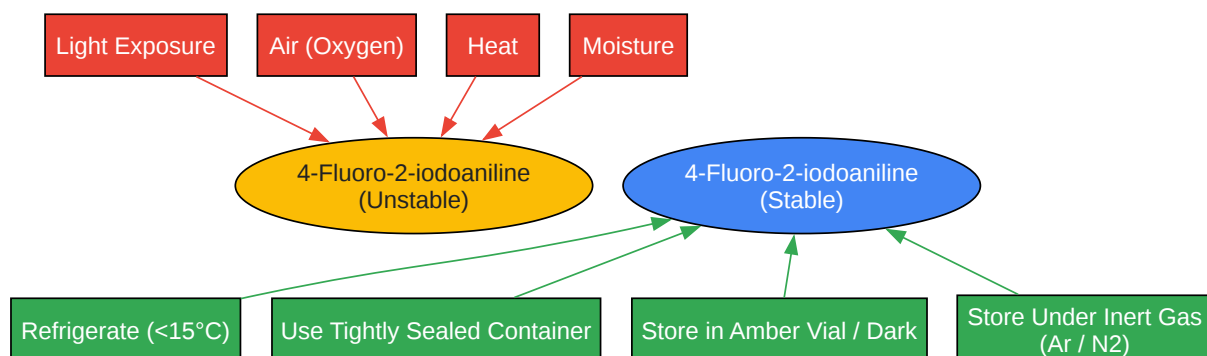 Light Exposure
Air (Oxygen)
Heat
Moisture
4-Fluoro-2-iodoaniline
(Unstable)
4-Fluoro-2-iodoaniline
(Stable)
Refrigerate (<15°C)
Use Tightly Sealed Container
Store in Amber Vial / Dark
Store Under Inert Gas
(Ar / N2)